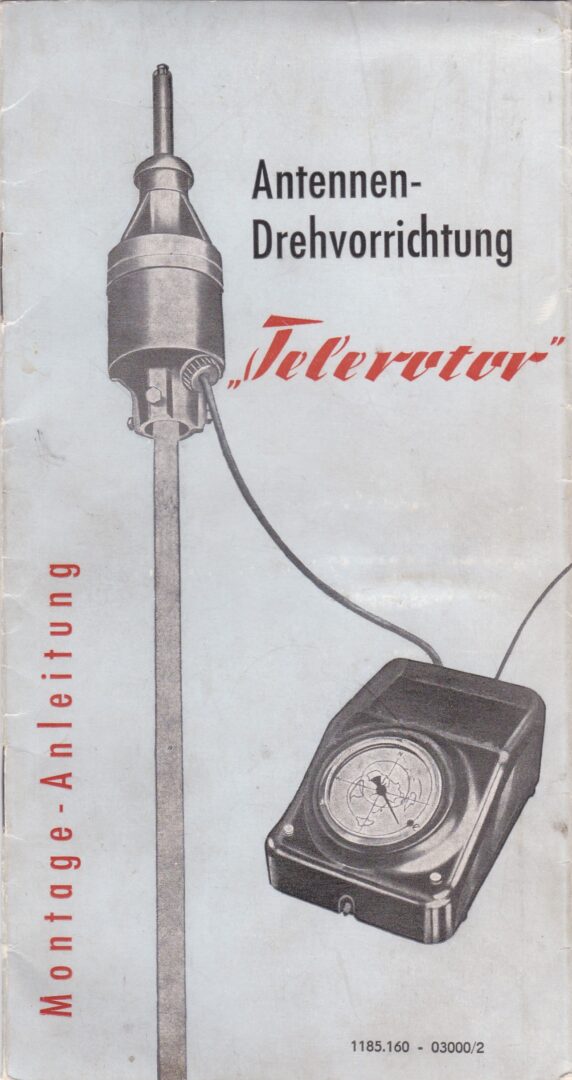 Antennen-
Drehvorrichtung
„Telerotor”
Montage-Anleitung
1185.160 - 03000/2